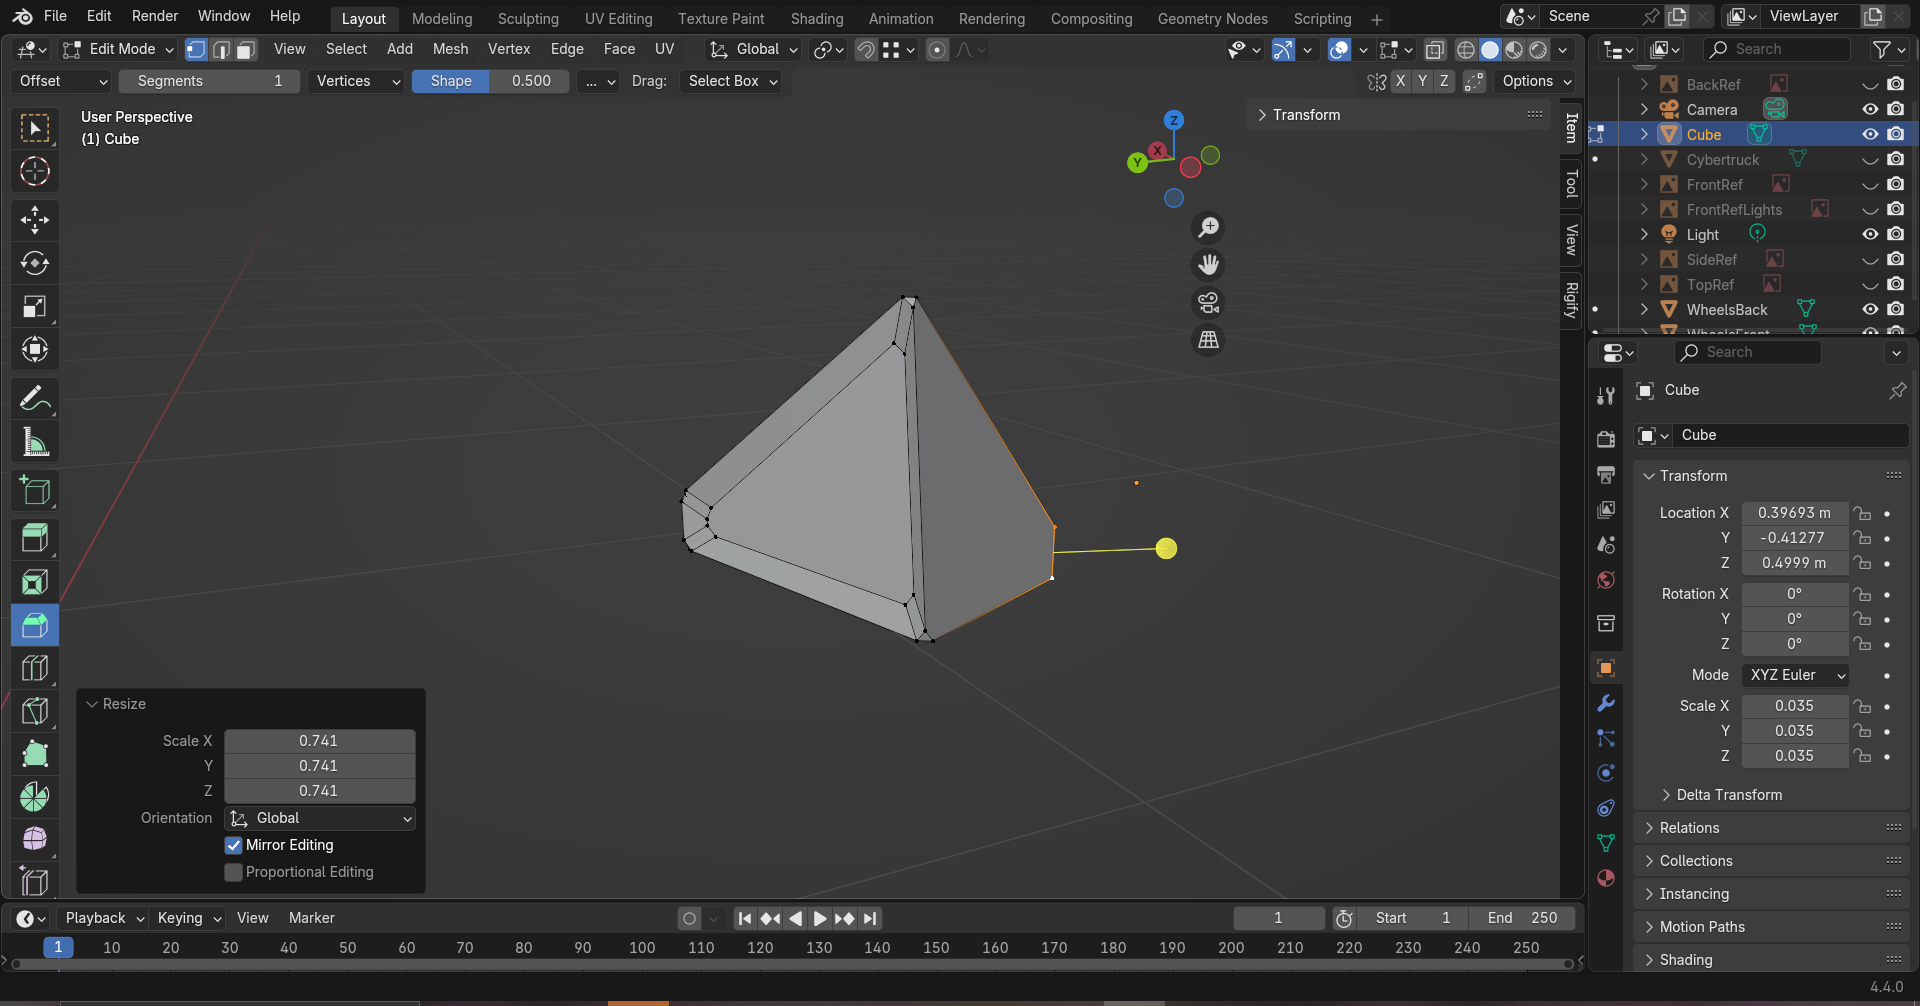 File Edit Render Window Help Layout Modeling Sculpting UV Editing Texture Paint Shading Animation Rendering Compositing Geometry Nodes Scripting + Scene ViewLayer
Edit Mode View Select Add Mesh Vertex Edge Face UV Global Search
Offset Segments 1 Vertices Shape 0.500 ... Drag: Select Box X Y Z Options
User Perspective
(1) Cube
Transform
Z
Y
X
Item
Tool
View
Rigify
BackRef
Camera
Cube
Cybertruck
FrontRef
FrontRefLights
Light
SideRef
TopRef
WheelsBack
WheelsFront
Search
Cube
Cube
Transform
Location X 0.39693 m
Y -0.41277
Z 0.4999 m
Rotation X 0°
Y 0°
Z 0°
Mode XYZ Euler
Scale X 0.035
Y 0.035
Z 0.035
Delta Transform
Relations
Collections
Instancing
Motion Paths
Shading
Resize
Scale X 0.741
Y 0.741
Z 0.741
Orientation Global
Mirror Editing
Proportional Editing
Playback Keying View Marker 1 Start 1 End 250
1 10 20 30 40 50 60 70 80 90 100 110 120 130 140 150 160 170 180 190 200 210 220 230 240 250
4.4.0